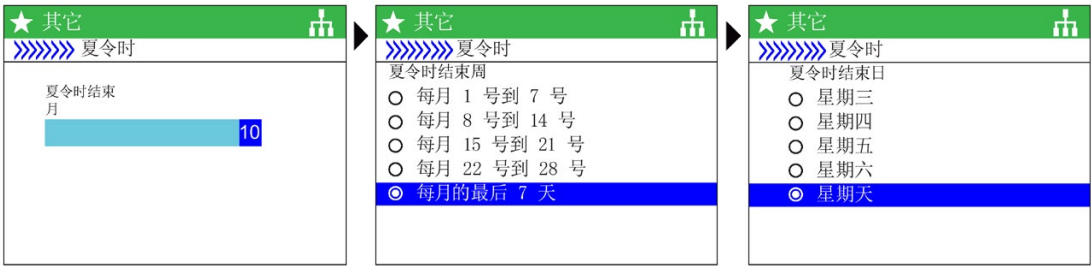 其它
夏令时
夏令时结束
月
10
其它
夏令时
夏令时结束周
每月 1 号到 7 号
每月 8 号到 14 号
每月 15 号到 21 号
每月 22 号到 28 号
每月的最后 7 天
其它
夏令时
夏令时结束日
星期三
星期四
星期五
星期六
星期天